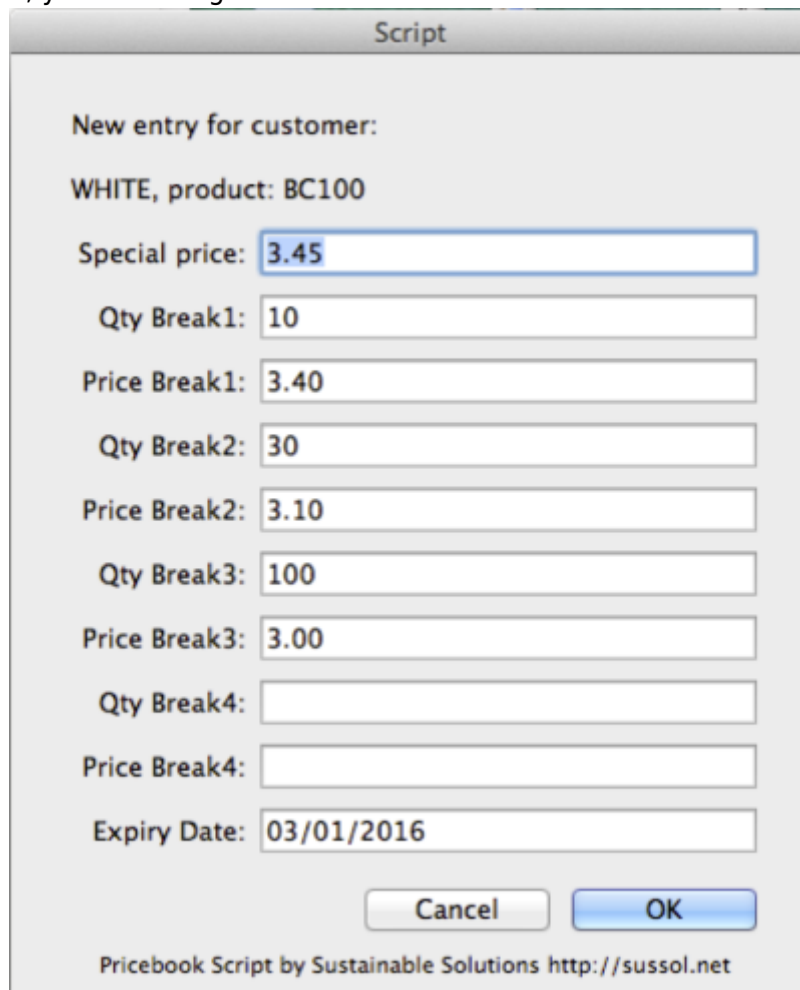 Script
New entry for customer:
WHITE, product: BC100
Special price: 3.45
Qty Break1: 10
Price Break1: 3.40
Qty Break2: 30
Price Break2: 3.10
Qty Break3: 100
Price Break3: 3.00
Qty Break4:
Price Break4:
Expiry Date: 03/01/2016
Cancel OK
Pricebook Script by Sustainable Solutions http://sussol.net